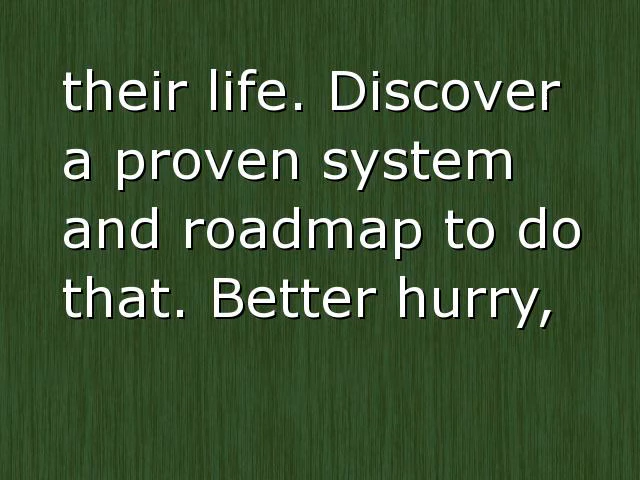 their life. Discover
a proven system
and roadmap to do
that. Better hurry,